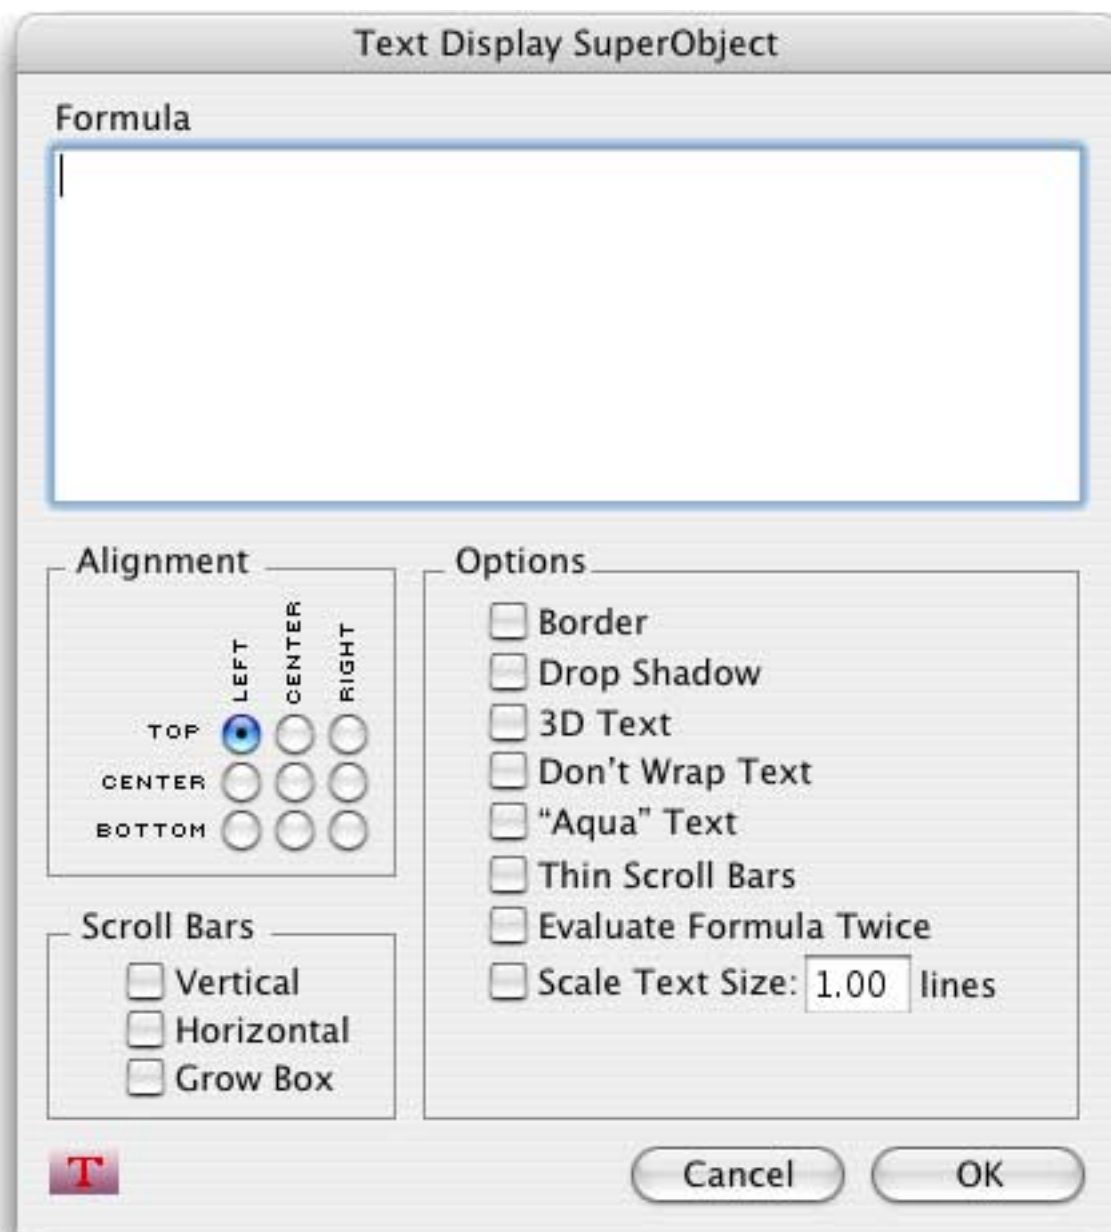 Text Display SuperObject
Formula
Alignment
LEFT
CENTER
RIGHT
TOP
CENTER
BOTTOM
Scroll Bars
Vertical
Horizontal
Grow Box
Options
Border
Drop Shadow
3D Text
Don’t Wrap Text
“Aqua” Text
Thin Scroll Bars
Evaluate Formula Twice
Scale Text Size: 1.00 lines
T
Cancel
OK